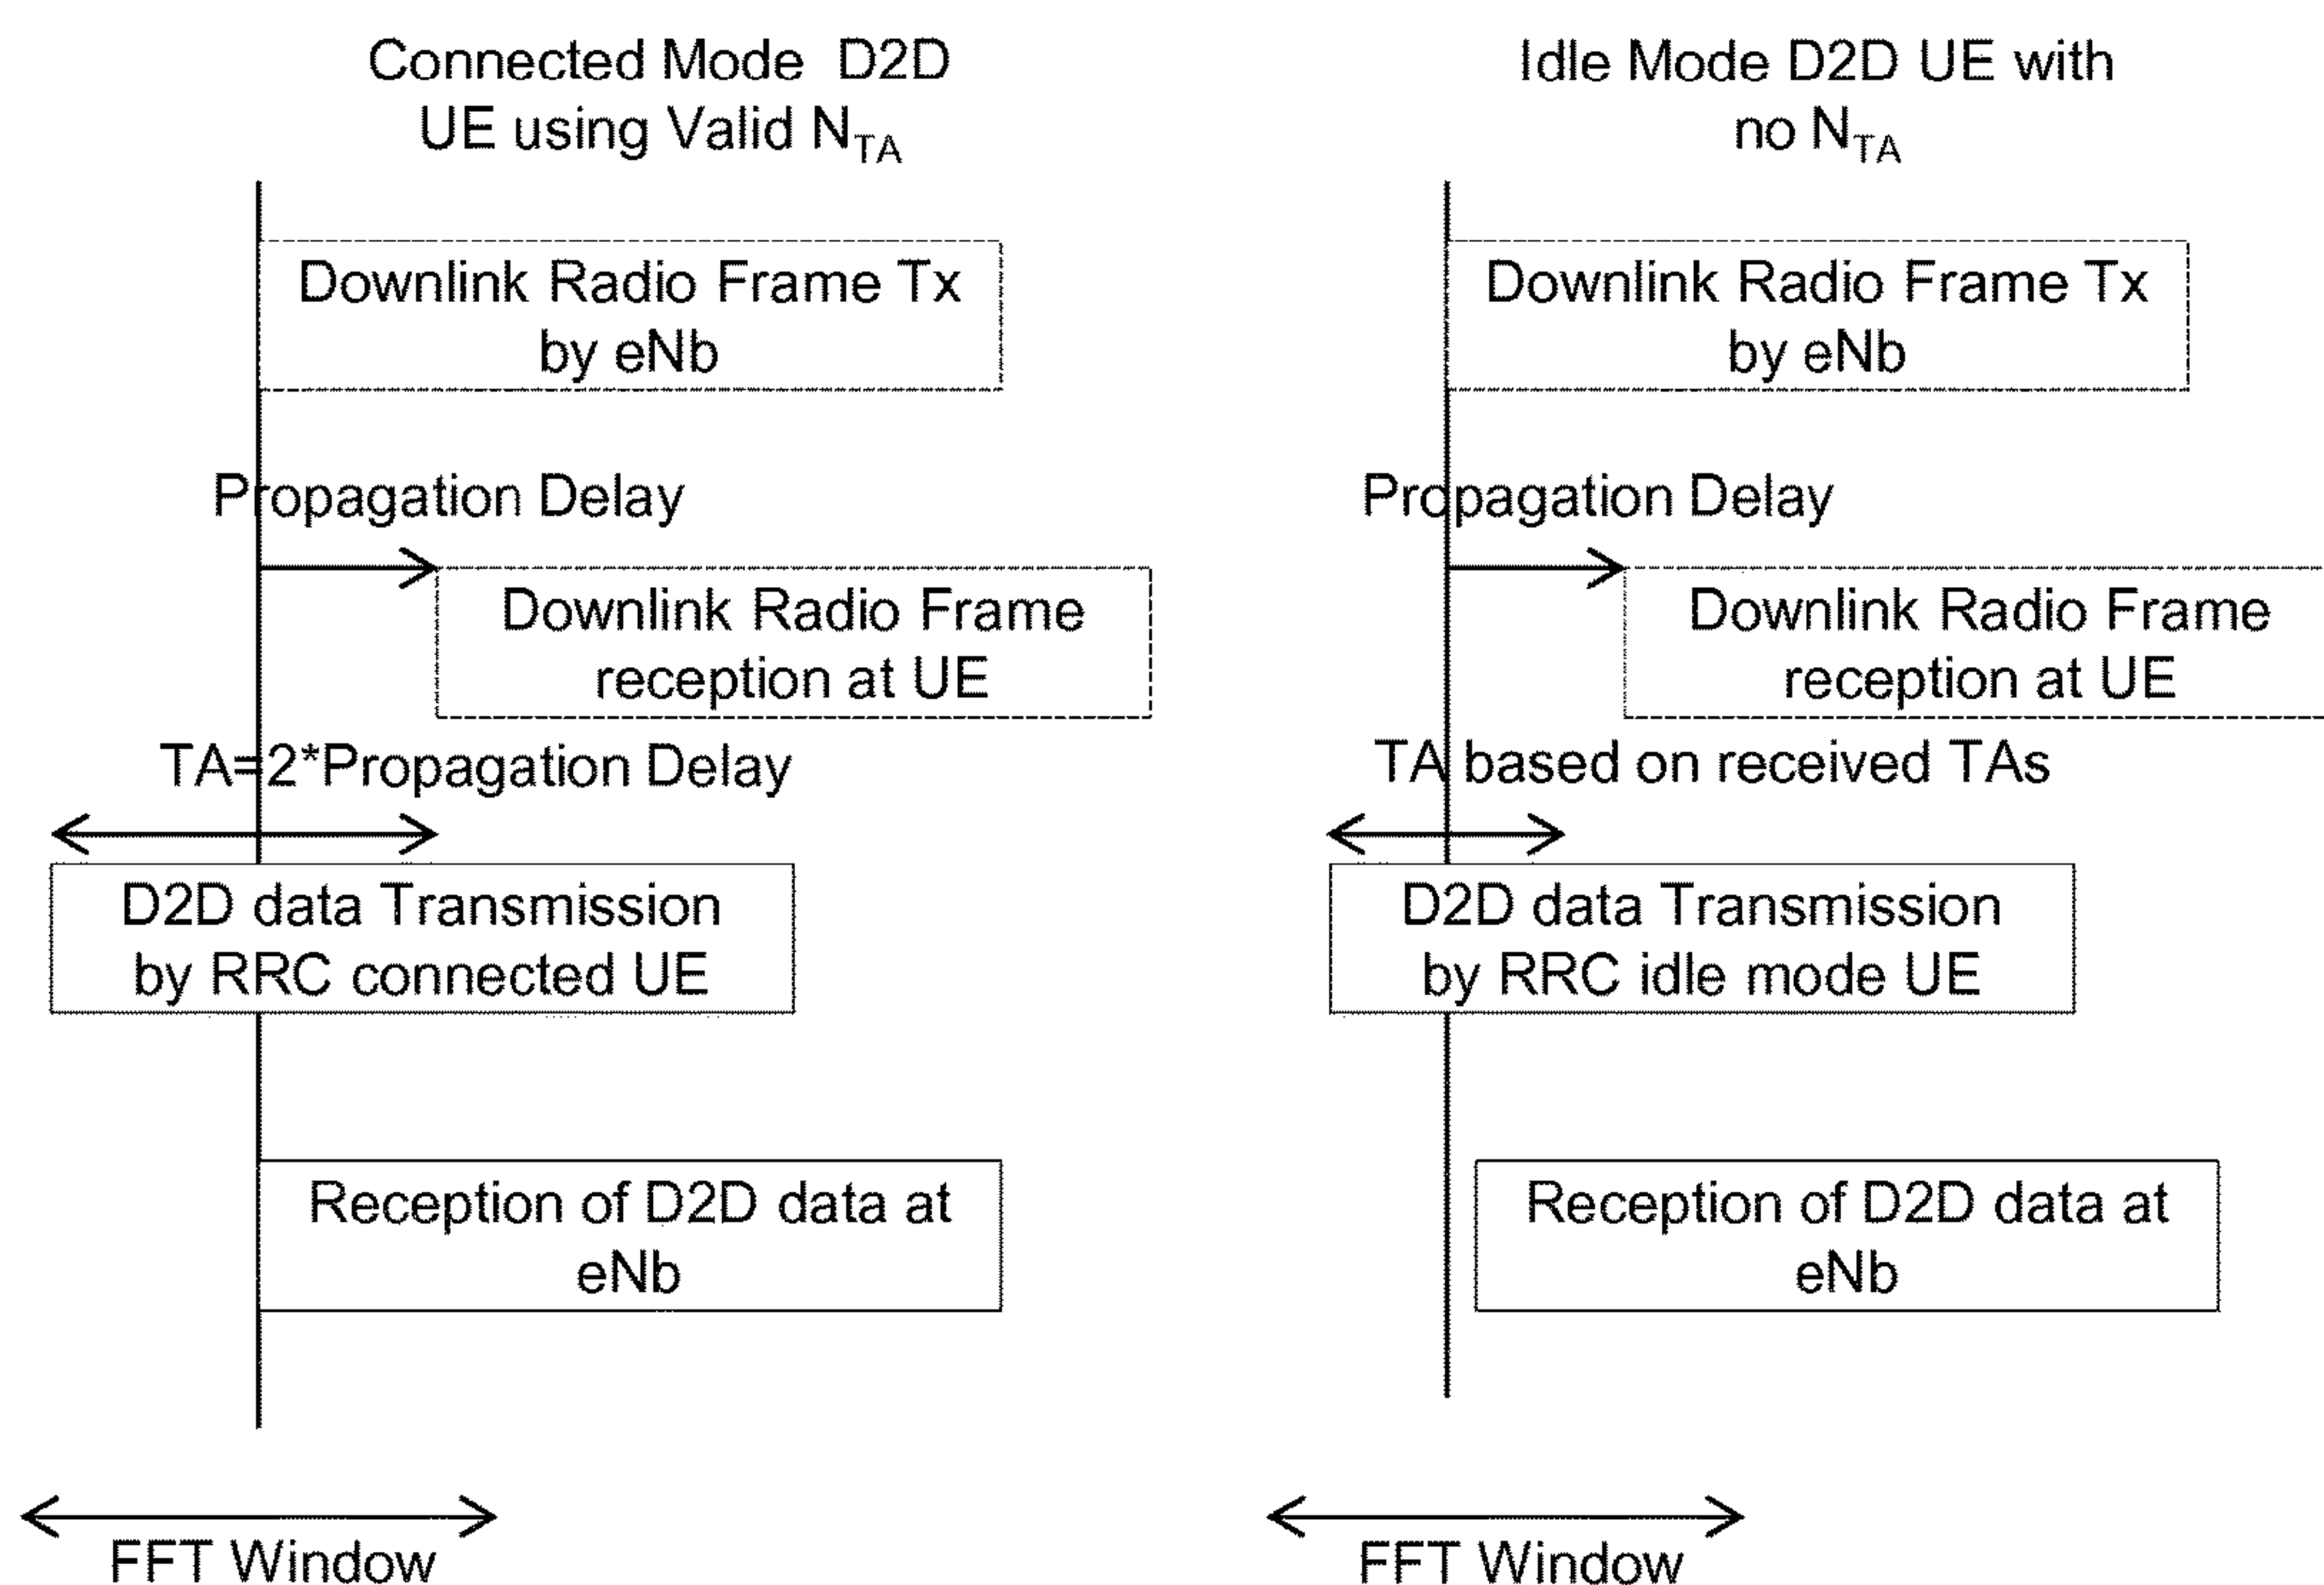 Connected Mode D2D
UE using Valid N_TA
Downlink Radio Frame Tx
by eNb
Propagation Delay
Downlink Radio Frame
reception at UE
TA=2*Propagation Delay
D2D data Transmission
by RRC connected UE
Reception of D2D data at
eNb
FFT Window
Idle Mode D2D UE with
no N_TA
Downlink Radio Frame Tx
by eNb
Propagation Delay
Downlink Radio Frame
reception at UE
TA based on received TAs
D2D data Transmission
by RRC idle mode UE
Reception of D2D data at
eNb
FFT Window